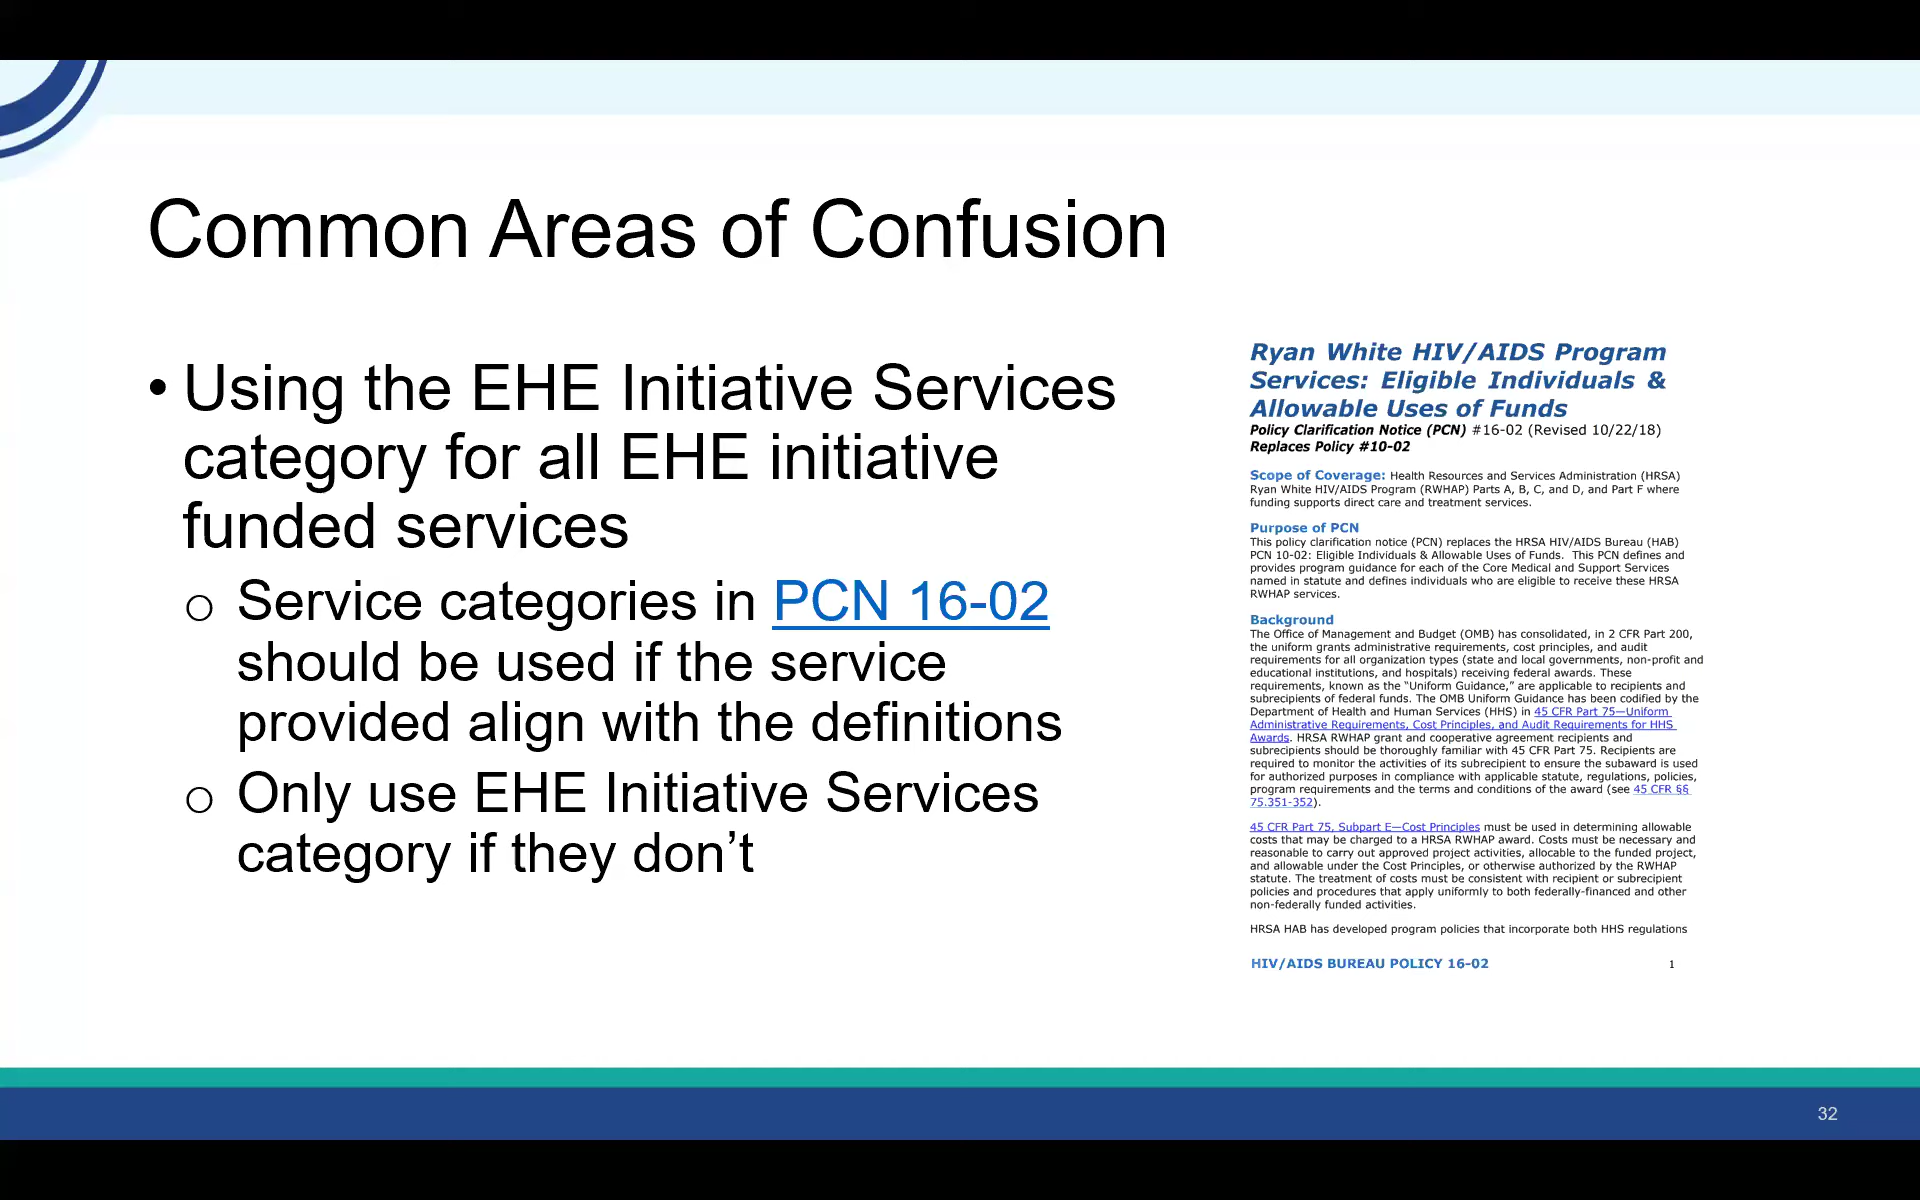 Common Areas of Confusion
• Using the EHE Initiative Services
category for all EHE initiative
funded services
o Service categories in PCN 16-02
should be used if the service
provided align with the definitions
o Only use EHE Initiative Services
category if they don’t
Ryan White HIV/AIDS Program
Services: Eligible Individuals &
Allowable Uses of Funds
Policy Clarification Notice (PCN) #16-02 (Revised 10/22/18)
Replaces Policy #10-02
Scope of Coverage: Health Resources and Services Administration (HRSA)
Ryan White HIV/AIDS Program (RWHAP) Parts A, B, C, and D, and Part F where
funding supports direct care and treatment services.
Purpose of PCN
This policy clarification notice (PCN) replaces the HRSA HIV/AIDS Bureau (HAB)
PCN 10-02: Eligible Individuals & Allowable Uses of Funds. This PCN defines and
provides program guidance for each of the Core Medical and Support Services
named in statute and defines individuals who are eligible to receive these HRSA
RWHAP services.
Background
The Office of Management and Budget (OMB) has consolidated, in 2 CFR Part 200,
the uniform grants administrative requirements, cost principles, and audit
requirements for all organization types (state and local governments, non-profit and
educational institutions, and hospitals) receiving federal awards. These
requirements, known as the “Uniform Guidance,” are applicable to recipients and
subrecipients of federal funds. The OMB Uniform Guidance has been codified by the
Department of Health and Human Services (HHS) in 45 CFR Part 75—Uniform
Administrative Requirements, Cost Principles, and Audit Requirements for HHS
Awards. HRSA RWHAP grant and cooperative agreement recipients and
subrecipients should be thoroughly familiar with 45 CFR Part 75. Recipients are
required to monitor the activities of its subrecipient to ensure the subaward is used
for authorized purposes in compliance with applicable statute, regulations, policies,
program requirements and the terms and conditions of the award (see 45 CFR §§
75.351-352).
45 CFR Part 75, Subpart E—Cost Principles must be used in determining allowable
costs that may be charged to a HRSA RWHAP award. Costs must be necessary and
reasonable to carry out approved project activities, allocable to the funded project,
and allowable under the Cost Principles, or otherwise authorized by the RWHAP
statute. The treatment of costs must be consistent with recipient or subrecipient
policies and procedures that apply uniformly to both federally-financed and other
non-federally funded activities.
HRSA HAB has developed program policies that incorporate both HHS regulations
HIV/AIDS BUREAU POLICY 16-02 1
32